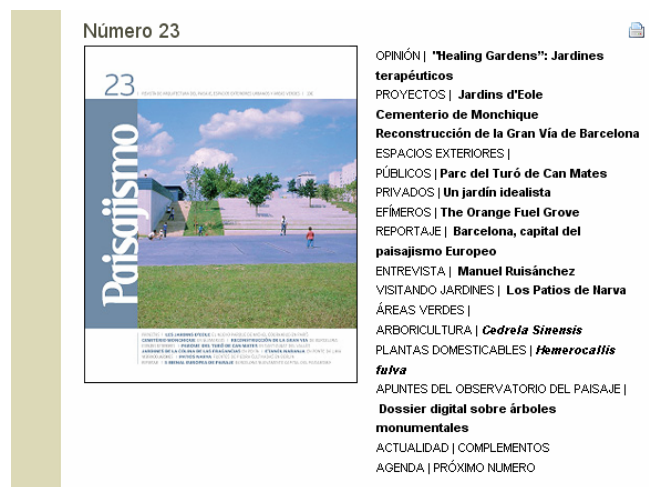 Número 23
23
Paisajismo
OPINIÓN | "Healing Gardens": Jardines
terapéuticos
PROYECTOS | Jardins d'Eole
Cementerio de Monchique
Reconstrucción de la Gran Vía de Barcelona
ESPACIOS EXTERIORES |
PÚBLICOS | Parc del Turó de Can Mates
PRIVADOS | Un jardín idealista
EFÍMEROS | The Orange Fuel Grove
REPORTAJE | Barcelona, capital del
paisajismo Europeo
ENTREVISTA | Manuel Ruisánchez
VISITANDO JARDINES | Los Patios de Narva
ÁREAS VERDES |
ARBORICULTURA | Cedrela Sinensis
PLANTAS DOMESTICABLES | Hemerocallis
fulva
APUNTES DEL OBSERVATORIO DEL PAISAJE |
Dossier digital sobre árboles
monumentales
ACTUALIDAD | COMPLEMENTOS
AGENDA | PRÓXIMO NUMERO